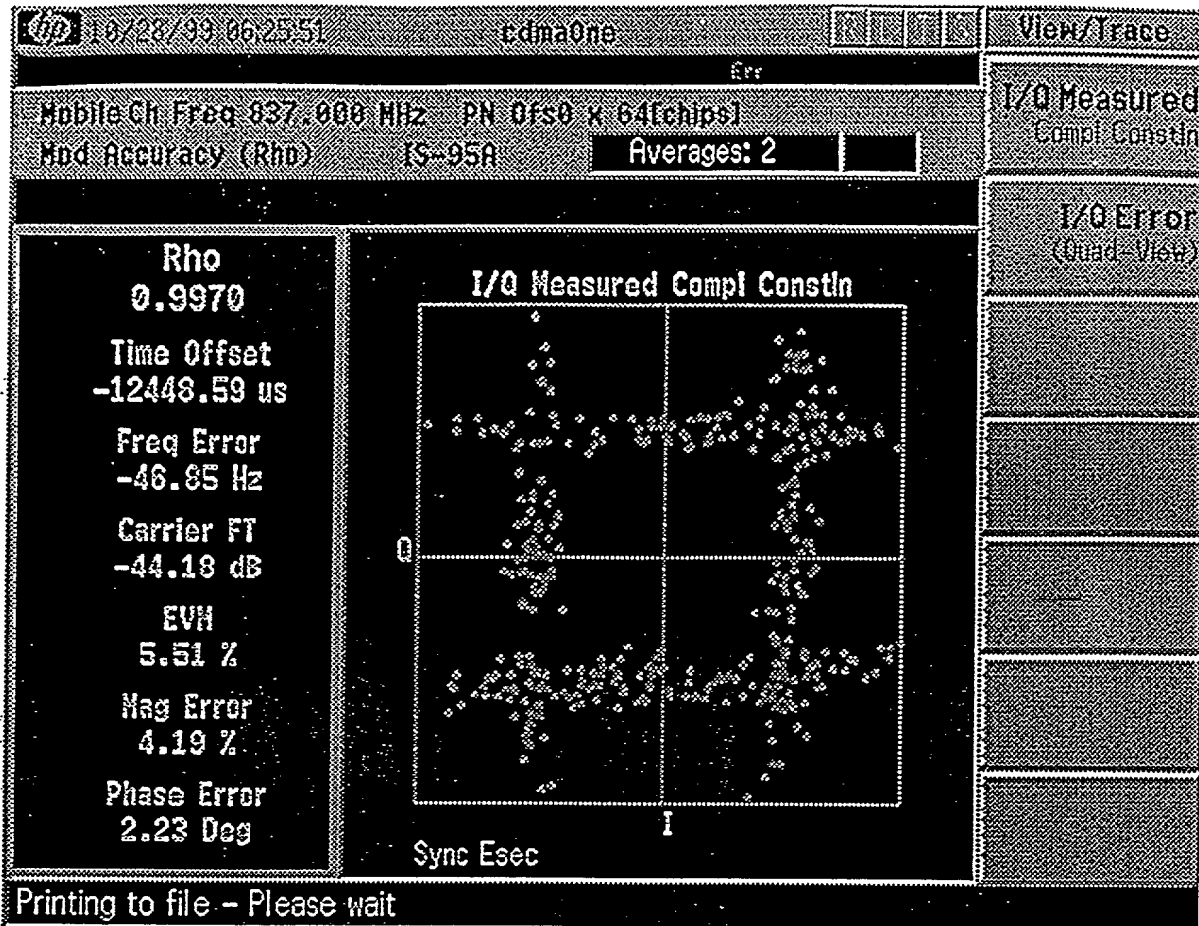 hp 10/28/99 06:25:51 cdmaOne
View/Trace
Err
I/Q Measured
Compl Constln
Mobile Ch Freq 837.000 MHz PN Ofs0 x 64[chips]
Mod Accuracy (Rho) IS-95A Averages: 2
I/Q Error
(Quad-View)
Rho
0.9970
Time Offset
-12448.59 us
Freq Error
-46.85 Hz
Carrier FT
-44.18 dB
EVM
5.51 %
Mag Error
4.19 %
Phase Error
2.23 Deg
I/Q Measured Compl Constln
Q
I
Sync Esec
Printing to file - Please wait